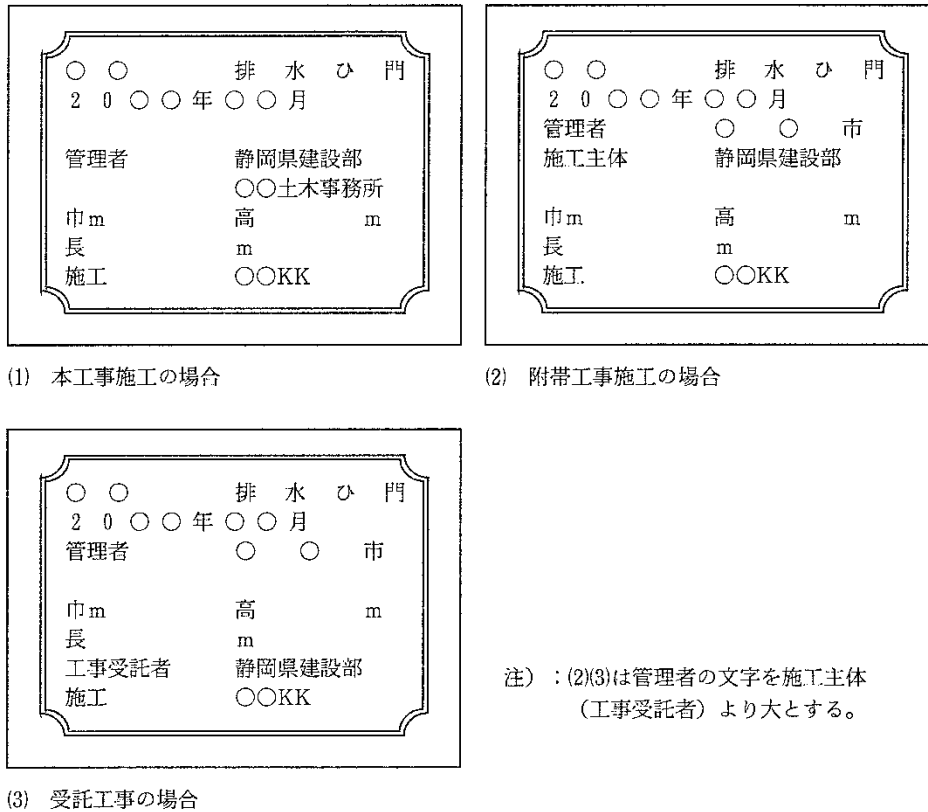 ○ ○ 排 水 ひ 門
2 0 ○ ○ 年 ○ ○ 月
管理者 静岡県建設部
○○土木事務所
巾m 高 m
長 m
施工 ○○KK
(1) 本工事施工の場合
○ ○ 排 水 ひ 門
2 0 ○ ○ 年 ○ ○ 月
管理者 ○ ○ 市
施工主体 静岡県建設部
巾m 高 m
長 m
施工 ○○KK
(2) 附帯工事施工の場合
○ ○ 排 水 ひ 門
2 0 ○ ○ 年 ○ ○ 月
管理者 ○ ○ 市
巾m 高 m
長 m
工事受託者 静岡県建設部
施工 ○○KK
(3) 受託工事の場合
注）：(2)(3)は管理者の文字を施工主体
（工事受託者）より大とする。